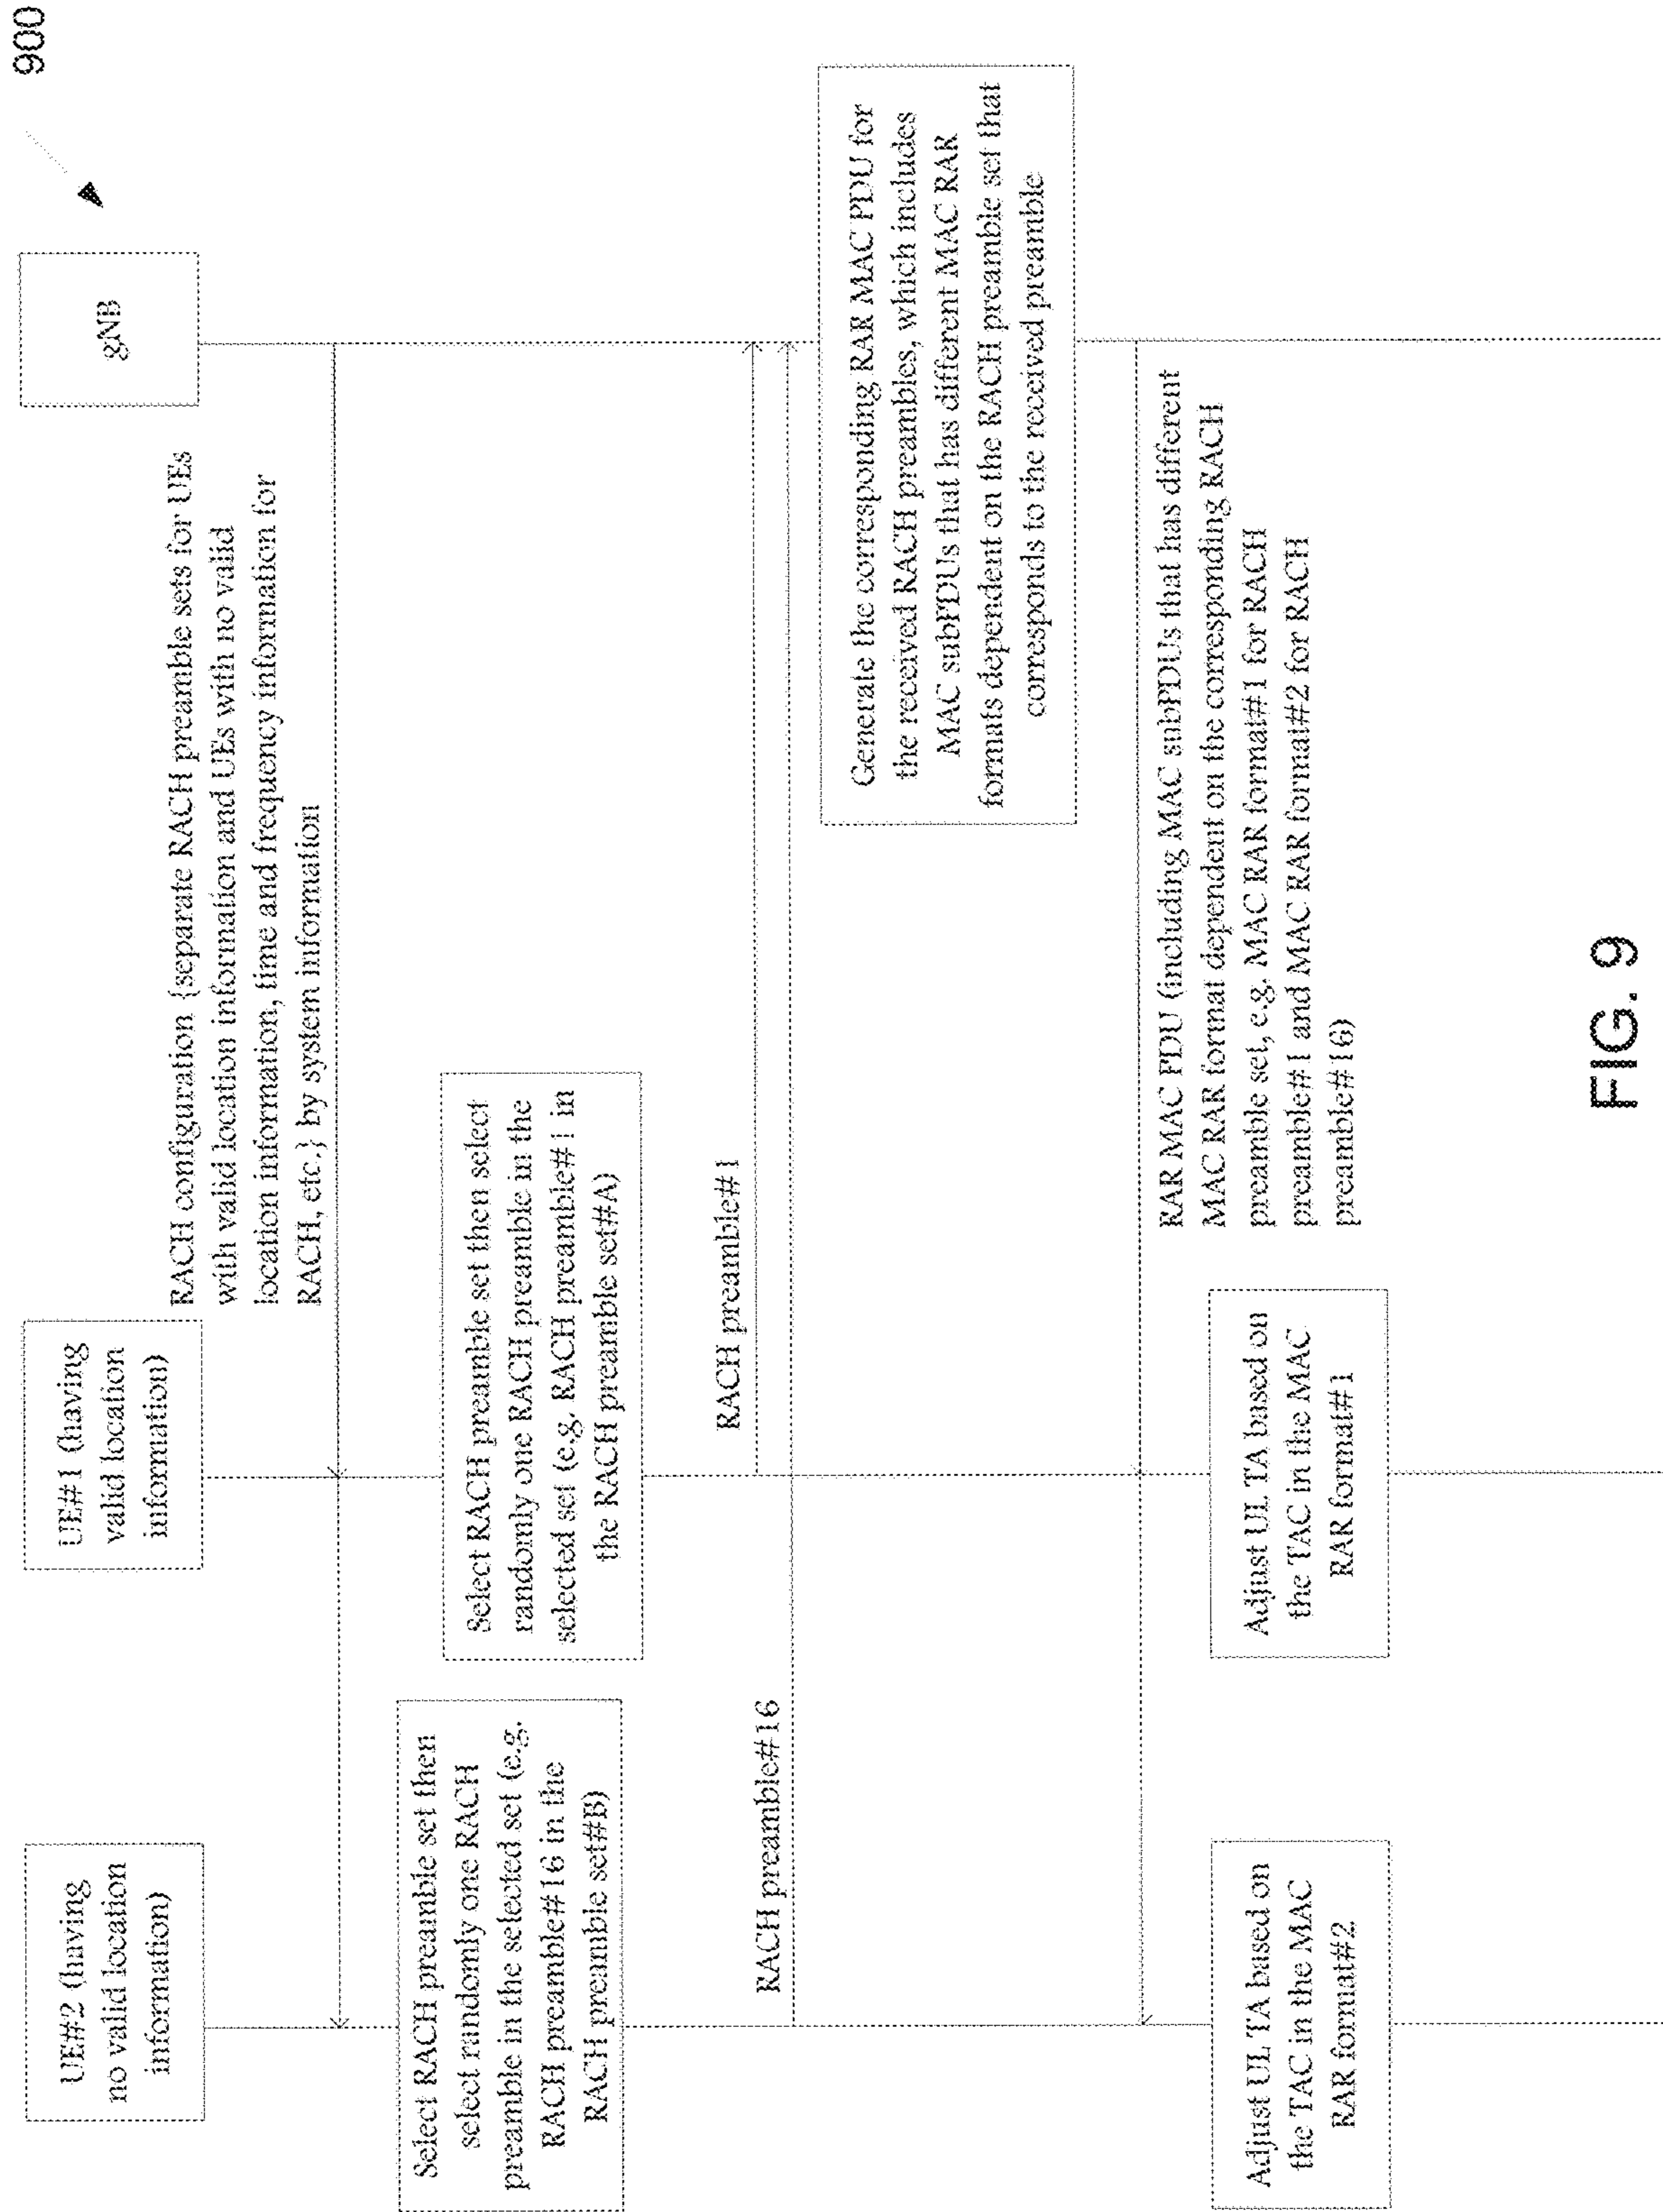 900
UE#2 (having
no valid location
information)
UE#1 (having
valid location
information)
gNB
RACH configuration {separate RACH preamble sets for UEs
with valid location information and UEs with no valid
location information, time and frequency information for
RACH, etc.} by system information
Select RACH preamble set then
select randomly one RACH
preamble in the selected set (e.g.
RACH preamble#16 in the
RACH preamble set#B)
Select RACH preamble set then select
randomly one RACH preamble in the
selected set (e.g. RACH preamble#1 in
the RACH preamble set#A)
RACH preamble#1
RACH preamble#16
Generate the corresponding RAR MAC PDU for
the received RACH preambles, which includes
MAC subPDUs that has different MAC RAR
formats dependent on the RACH preamble set that
corresponds to the received preamble
RAR MAC PDU (including MAC subPDUs that has different
MAC RAR format dependent on the corresponding RACH
preamble set, e.g. MAC RAR format#1 for RACH
preamble#1 and MAC RAR format#2 for RACH
preamble#16)
Adjust UL TA based on
the TAC in the MAC
RAR format#2
Adjust UL TA based on
the TAC in the MAC
RAR format#1
FIG. 9